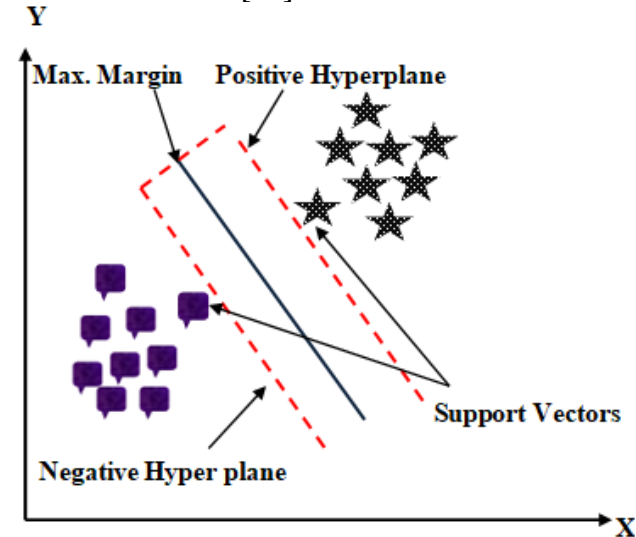 Y
Max. Margin
Positive Hyperplane
Support Vectors
Negative Hyper plane
X